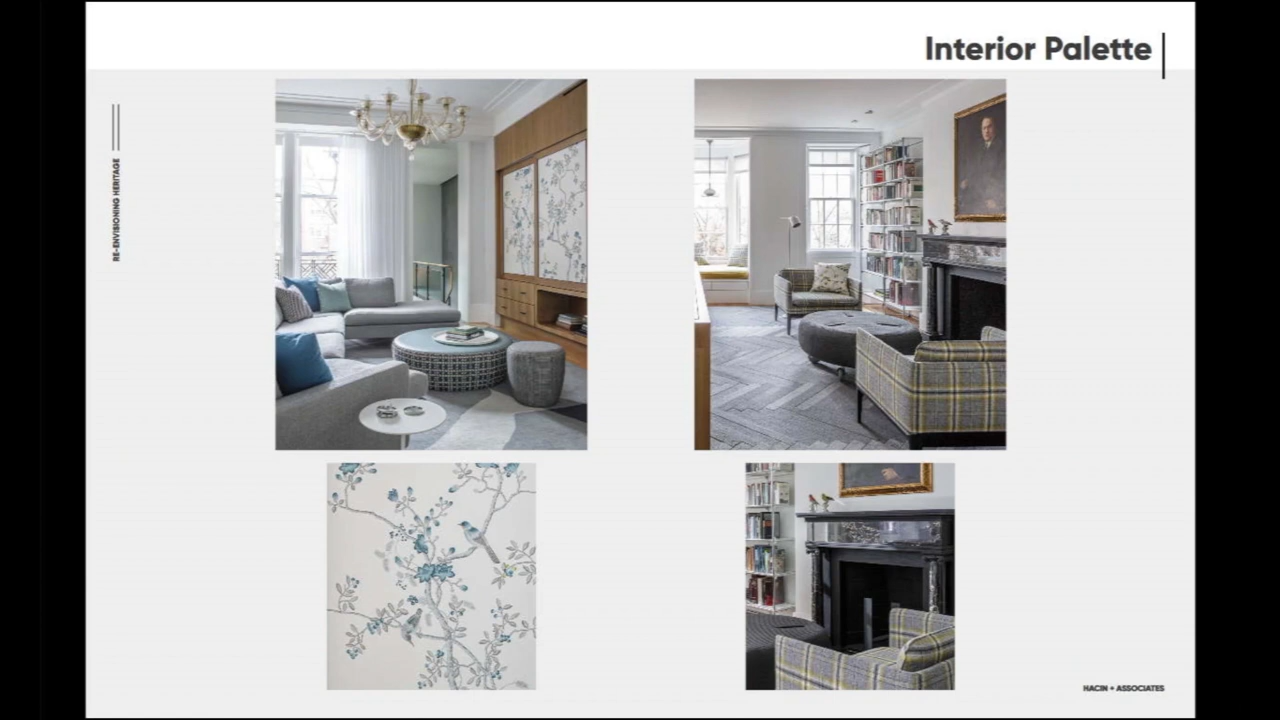 Interior Palette
RE-ENVISIONING HERITAGE
HACIN + ASSOCIATES